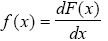 f(x) = dF(x)/dx